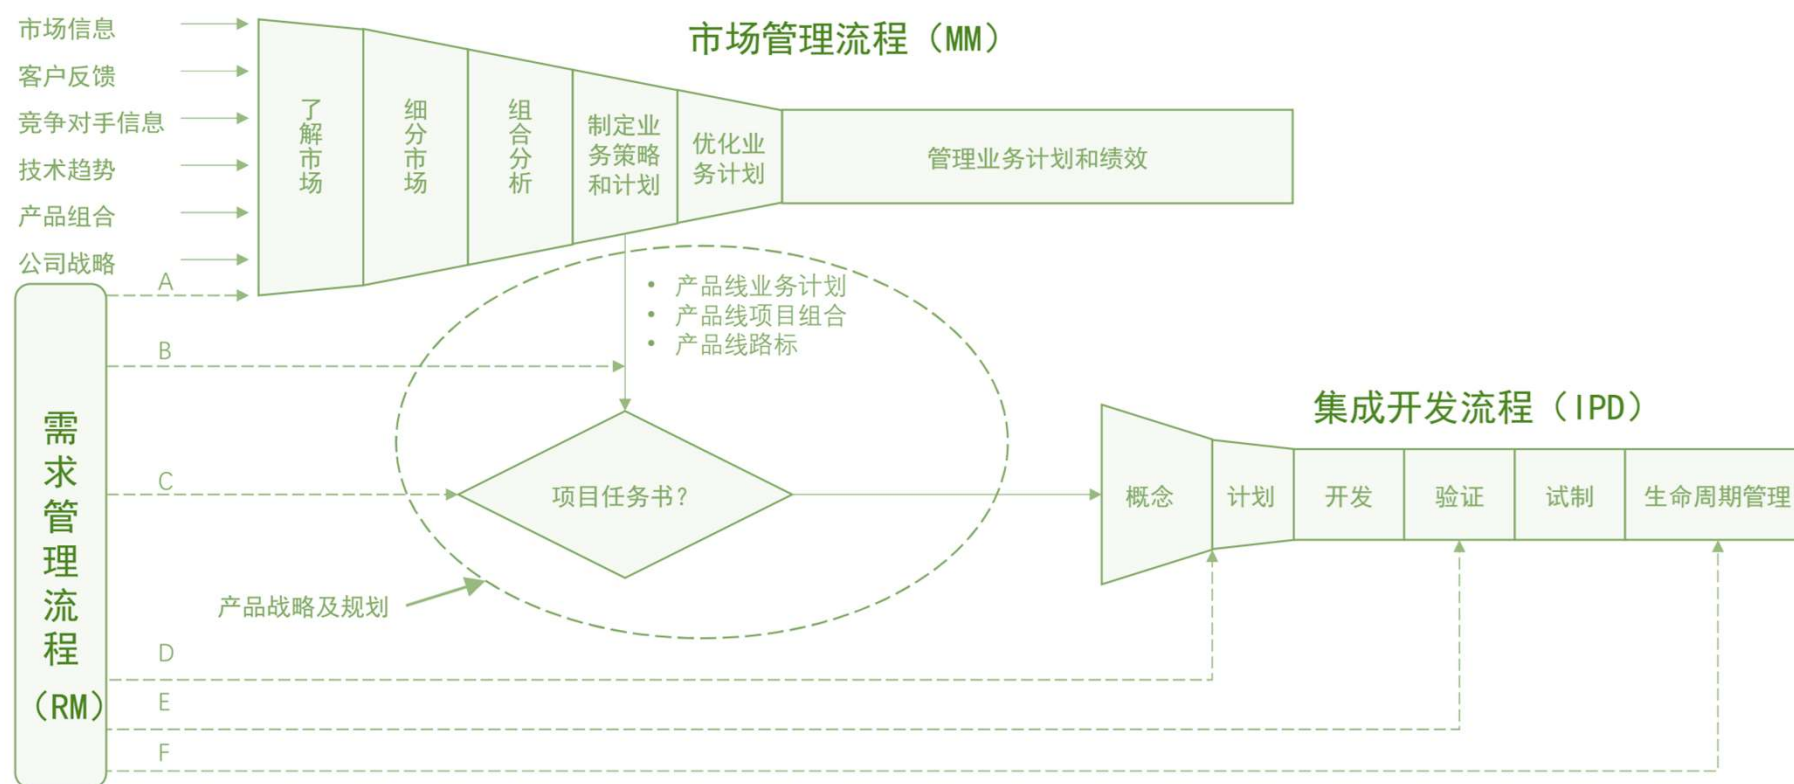 市场信息
客户反馈
竞争对手信息
技术趋势
产品组合
公司战略
市场管理流程（MM）
了解市场
细分市场
组合分析
制定业
务策略
和计划
优化业
务计划
管理业务计划和绩效
A
B
C
D
E
F
• 产品线业务计划
• 产品线项目组合
• 产品线路标
需求管理流程
（RM）
项目任务书？
产品战略及规划
集成开发流程（IPD）
概念
计划
开发
验证
试制
生命周期管理